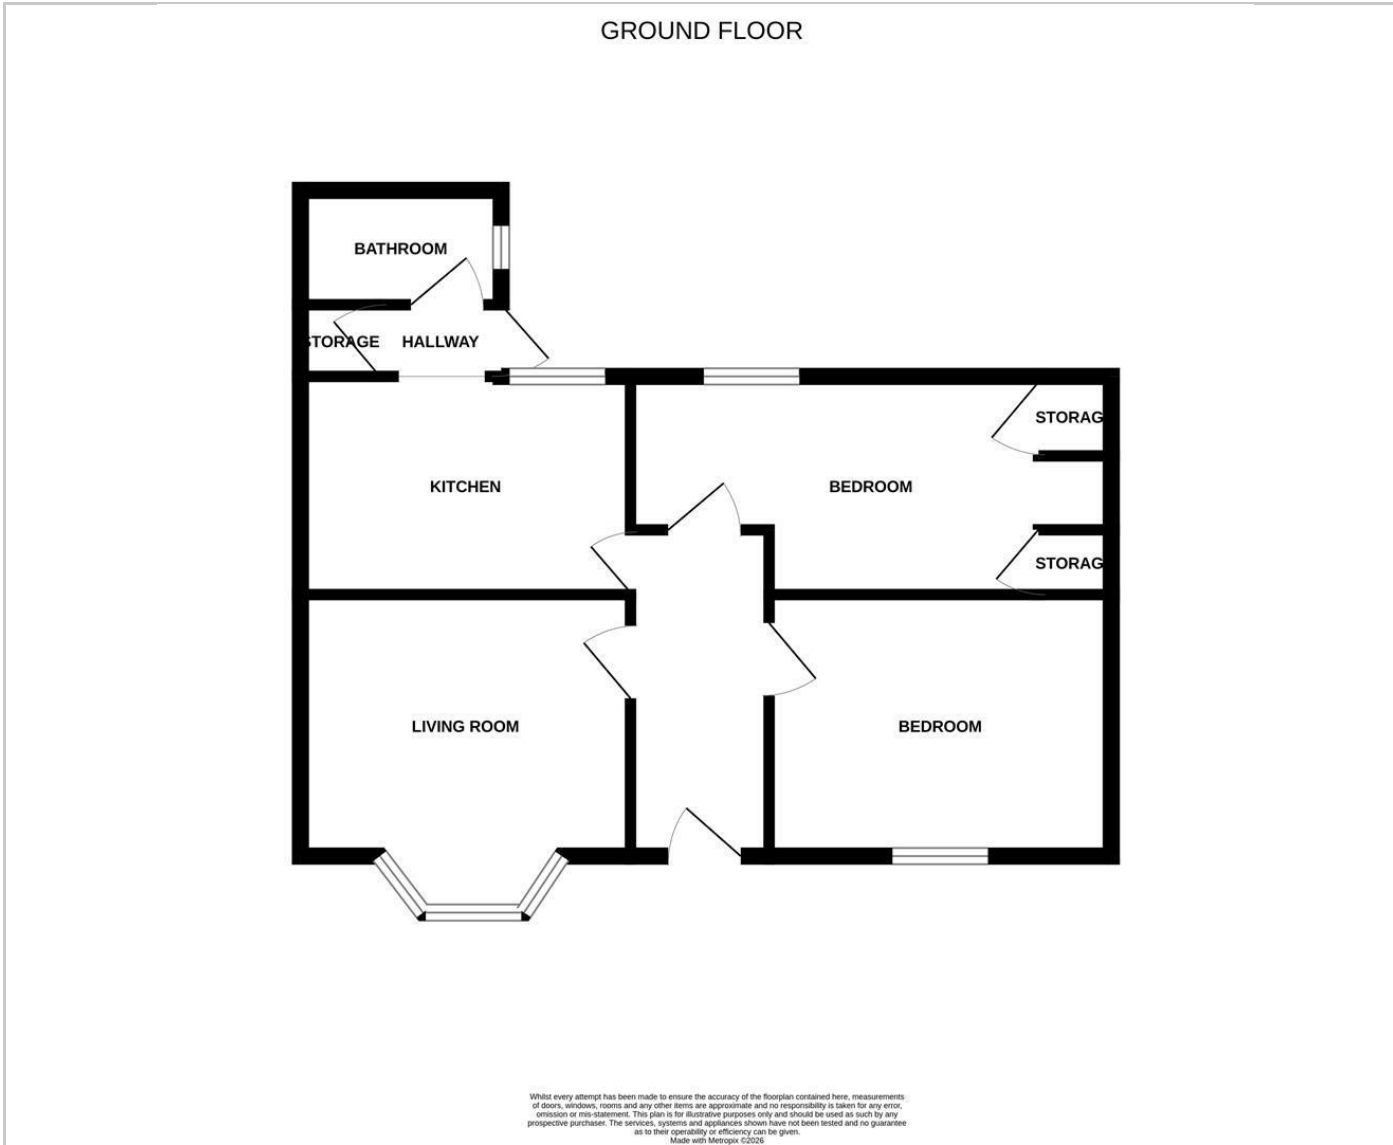 GROUND FLOOR
BATHROOM
STORAGE
HALLWAY
STORAG
KITCHEN
BEDROOM
STORAG
LIVING ROOM
BEDROOM
Whilst every attempt has been made to ensure the accuracy of the floorplan contained here, measurements
of doors, windows, rooms and any other items are approximate and no responsibility is taken for any error,
omission or mis-statement. This plan is for illustrative purposes only and should be used as such by any
prospective purchaser. The services, systems and appliances shown have not been tested and no guarantee
as to their operability or efficiency can be given.
Made with Metropix ©2026